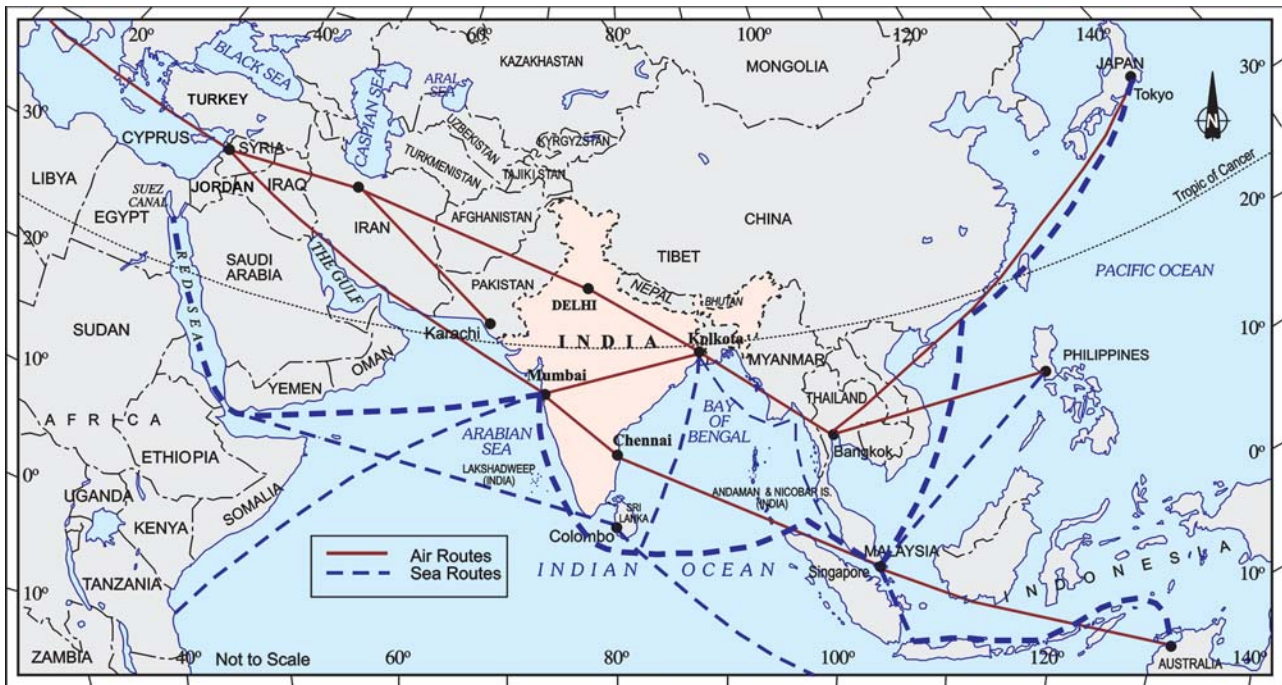 20º
40º
60º
80º
100º
120º
140º
BLACK SEA
KAZAKHASTAN
MONGOLIA
JAPAN
30º
ARAL
SEA
Tokyo
TURKEY
CASPIAN SEA
30º
UZBEKISTAN
KYRGYZSTAN
N
CYPRUS
SYRIA
TURKMENISTAN
TAJIKISTAN
Tropic of Cancer
LIBYA
SUEZ
CANAL
JORDAN
IRAQ
20º
EGYPT
IRAN
AFGHANISTAN
CHINA
20º
SAUDI
ARABIA
THE GULF
TIBET
PACIFIC OCEAN
RED SEA
PAKISTAN
DELHI
NEPAL
BHUTAN
SUDAN
Karachi
INDIA
Kolkota
10º
10º
OMAN
MYANMAR
PHILIPPINES
YEMEN
Mumbai
THAILAND
AFRICA
ARABIAN
SEA
Chennai
BAY
OF
BENGAL
Bangkok
ETHIOPIA
LAKSHADWEEP
(INDIA)
0º
0º
UGANDA
SOMALIA
ANDAMAN & NICOBAR IS.
(INDIA)
SRI
LANKA
KENYA
Colombo
MALAYSIA
Air Routes
Sea Routes
INDIAN OCEAN
Singapore
INDONESIA
TANZANIA
10º
10º
ZAMBIA
40º
Not to Scale
60º
80º
100º
120º
AUSTRALIA
140º